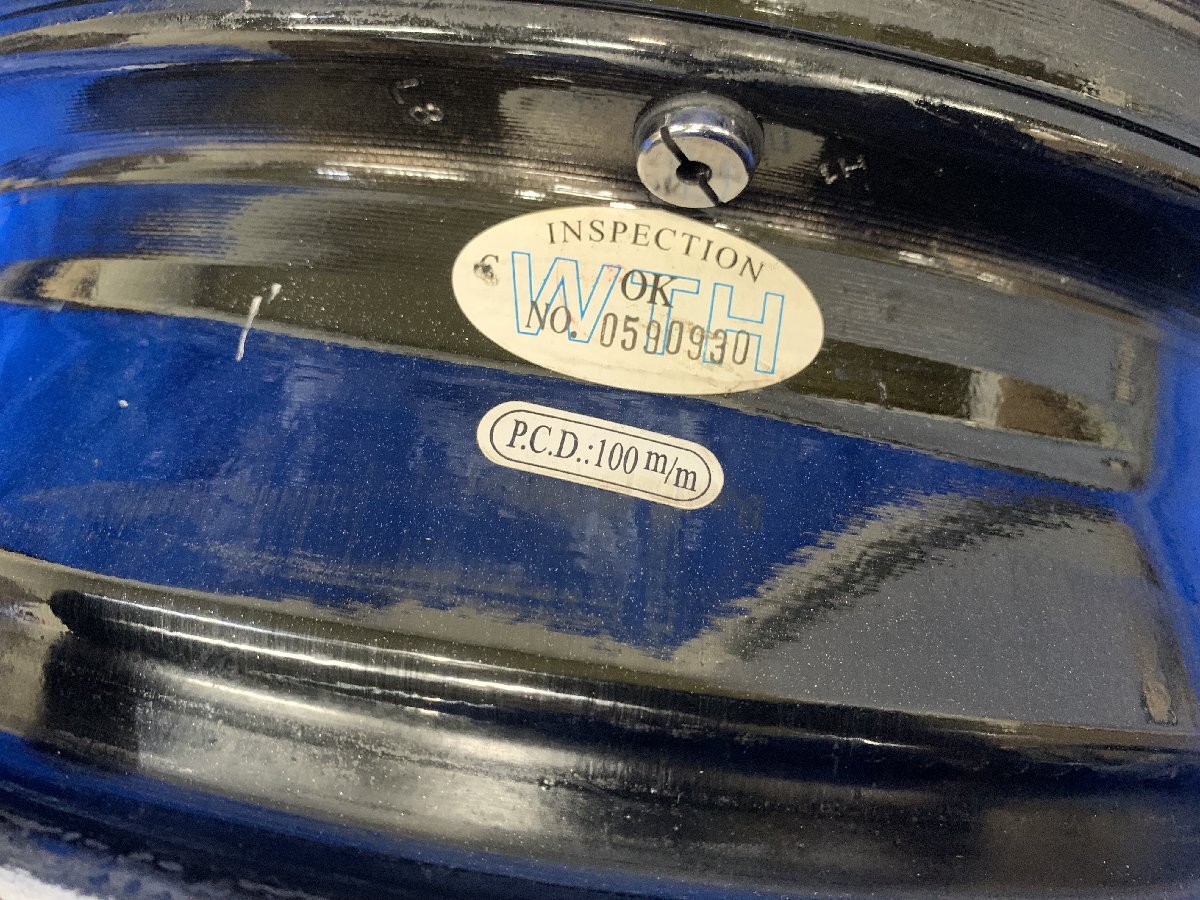 INSPECTION
WTH
OK
NO. 0590930
P.C.D.:100 m/m